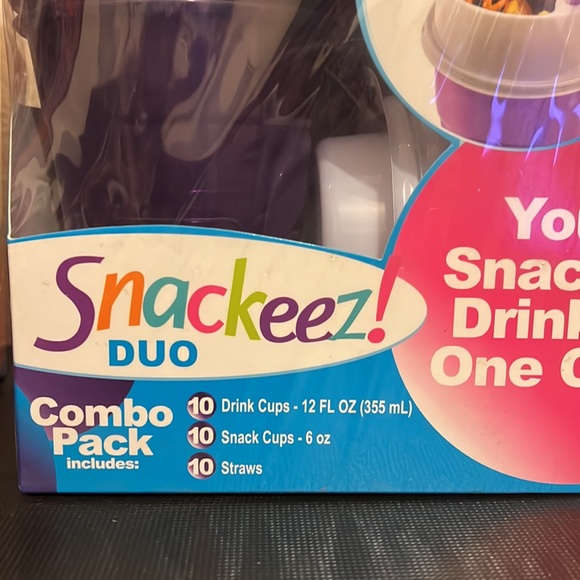 Snackeez!
DUO
Combo
Pack
includes:
10 Drink Cups - 12 FL OZ (355 mL)
10 Snack Cups - 6 oz
10 Straws
One